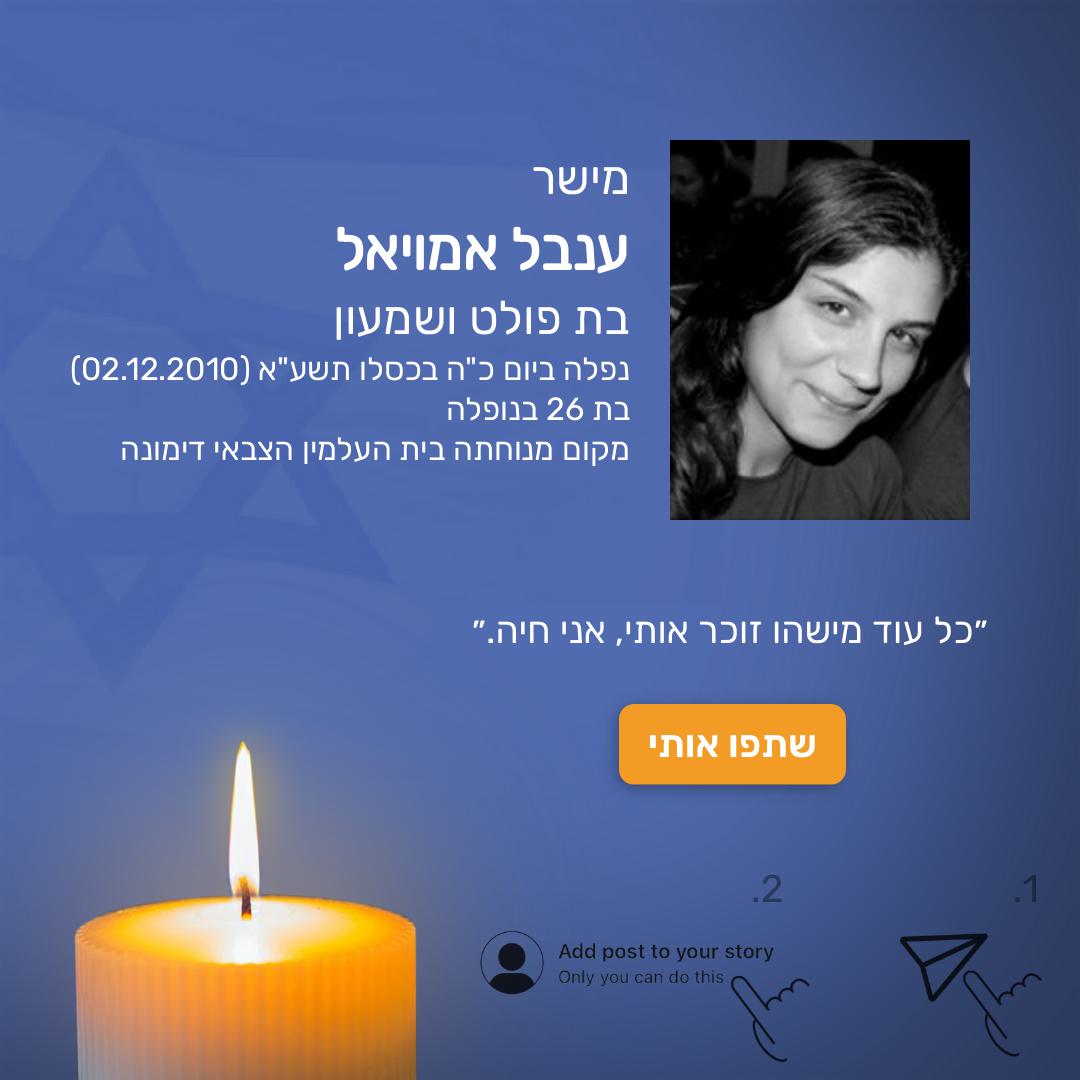 מישר
ענבל אמויאל
בת פולט ושמעון
נפלה ביום כ"ה בכסלו תשע"א (02.12.2010)
בת 26 בנופלה
מקום מנוחתה בית העלמין הצבאי דימונה
״כל עוד מישהו זוכר אותי, אני חיה.״
שתפו אותי
1.
2.
Add post to your story
Only you can do this